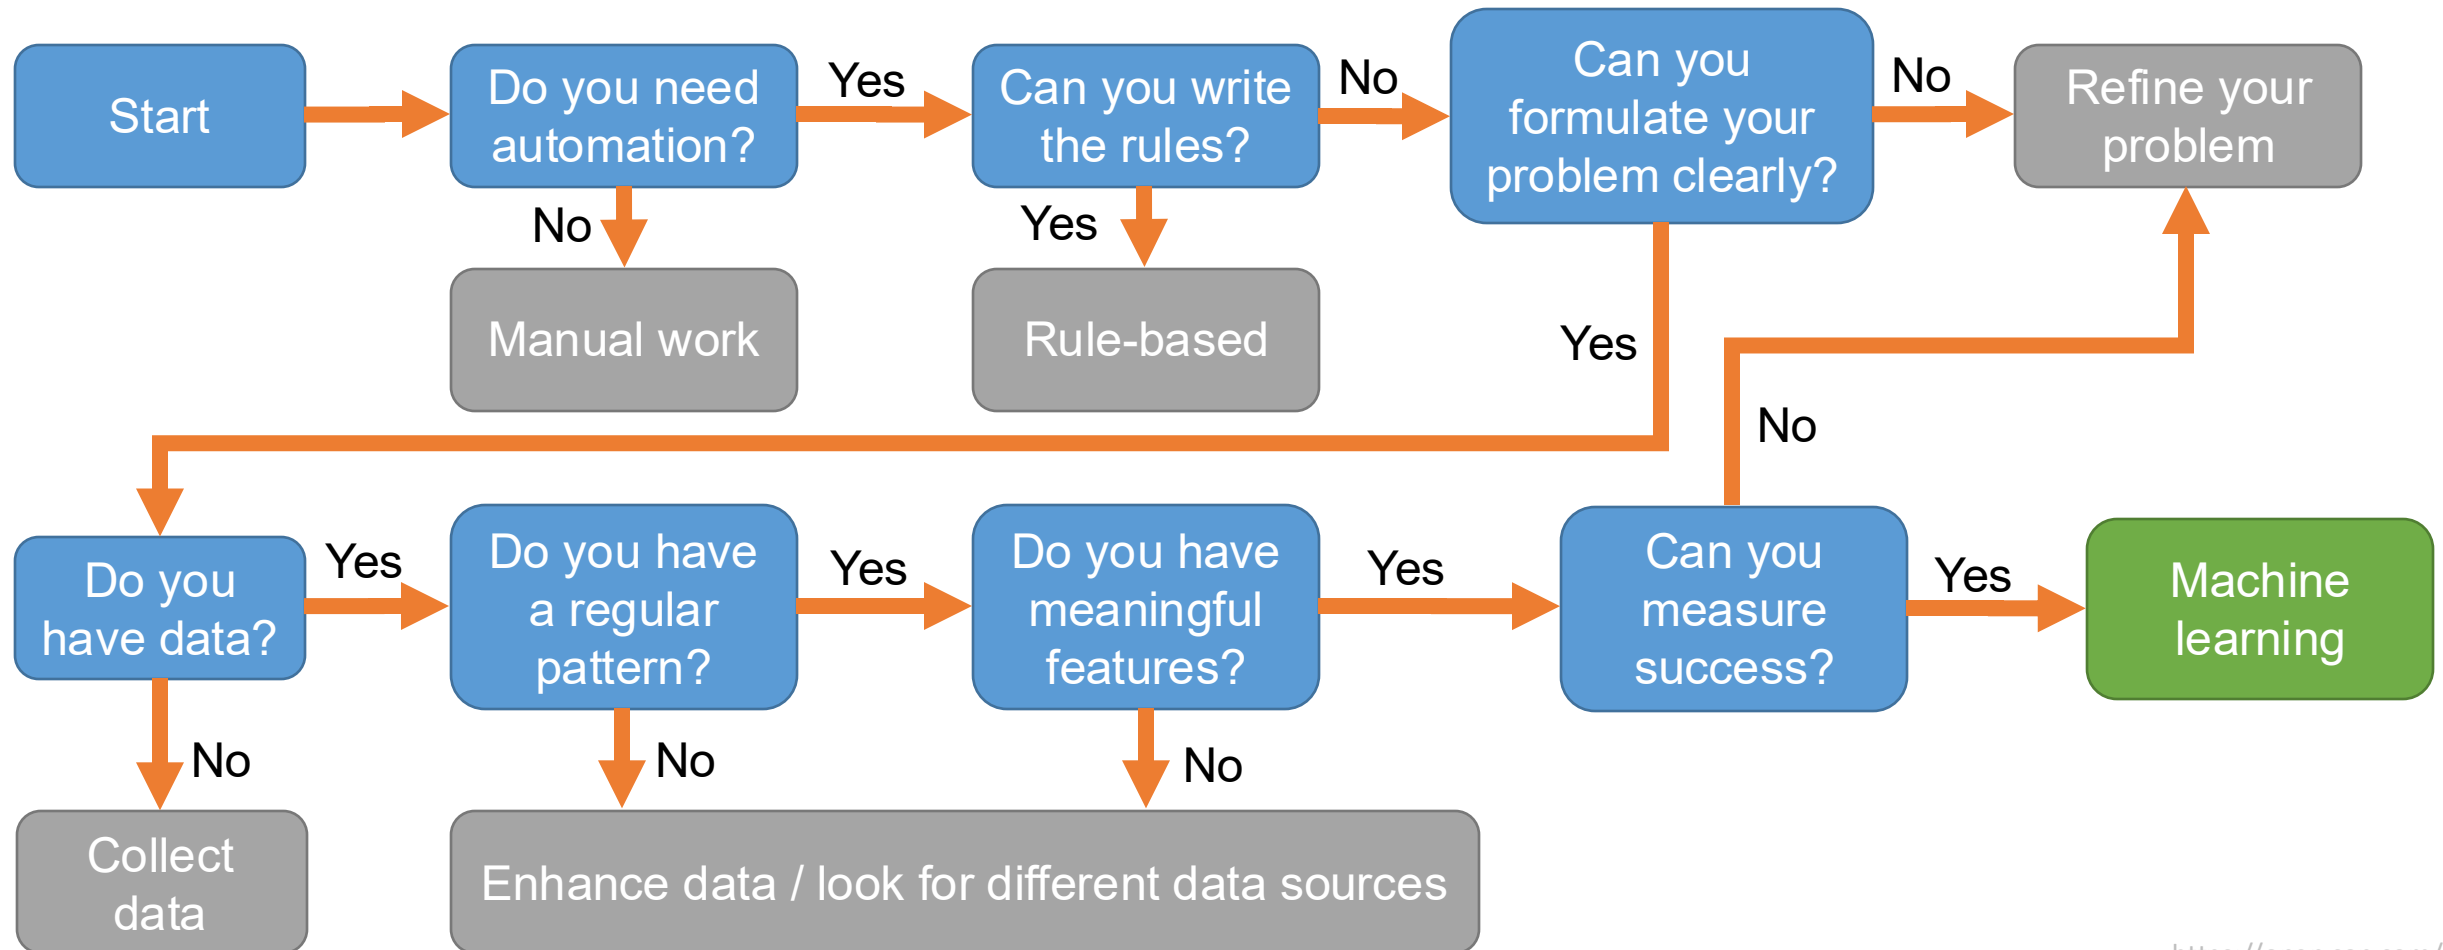 Start
Do you need
automation?
Yes
Can you write
the rules?
No
Can you
formulate your
problem clearly?
No
Refine your
problem
No
Manual work
Yes
Rule-based
Yes
No
Do you
have data?
Yes
Do you have
a regular
pattern?
Yes
Do you have
meaningful
features?
Yes
Can you
measure
success?
Yes
Machine
learning
No
Collect
data
No
No
Enhance data / look for different data sources